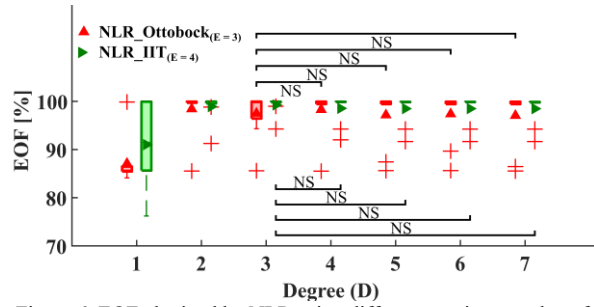 NLR_Ottobock(E = 3)
NLR_IIT(E = 4)
NS
NS
NS
NS
EOF [%]
100
90
80
70
NS
NS
NS
NS
1 2 3 4 5 6 7
Degree (D)